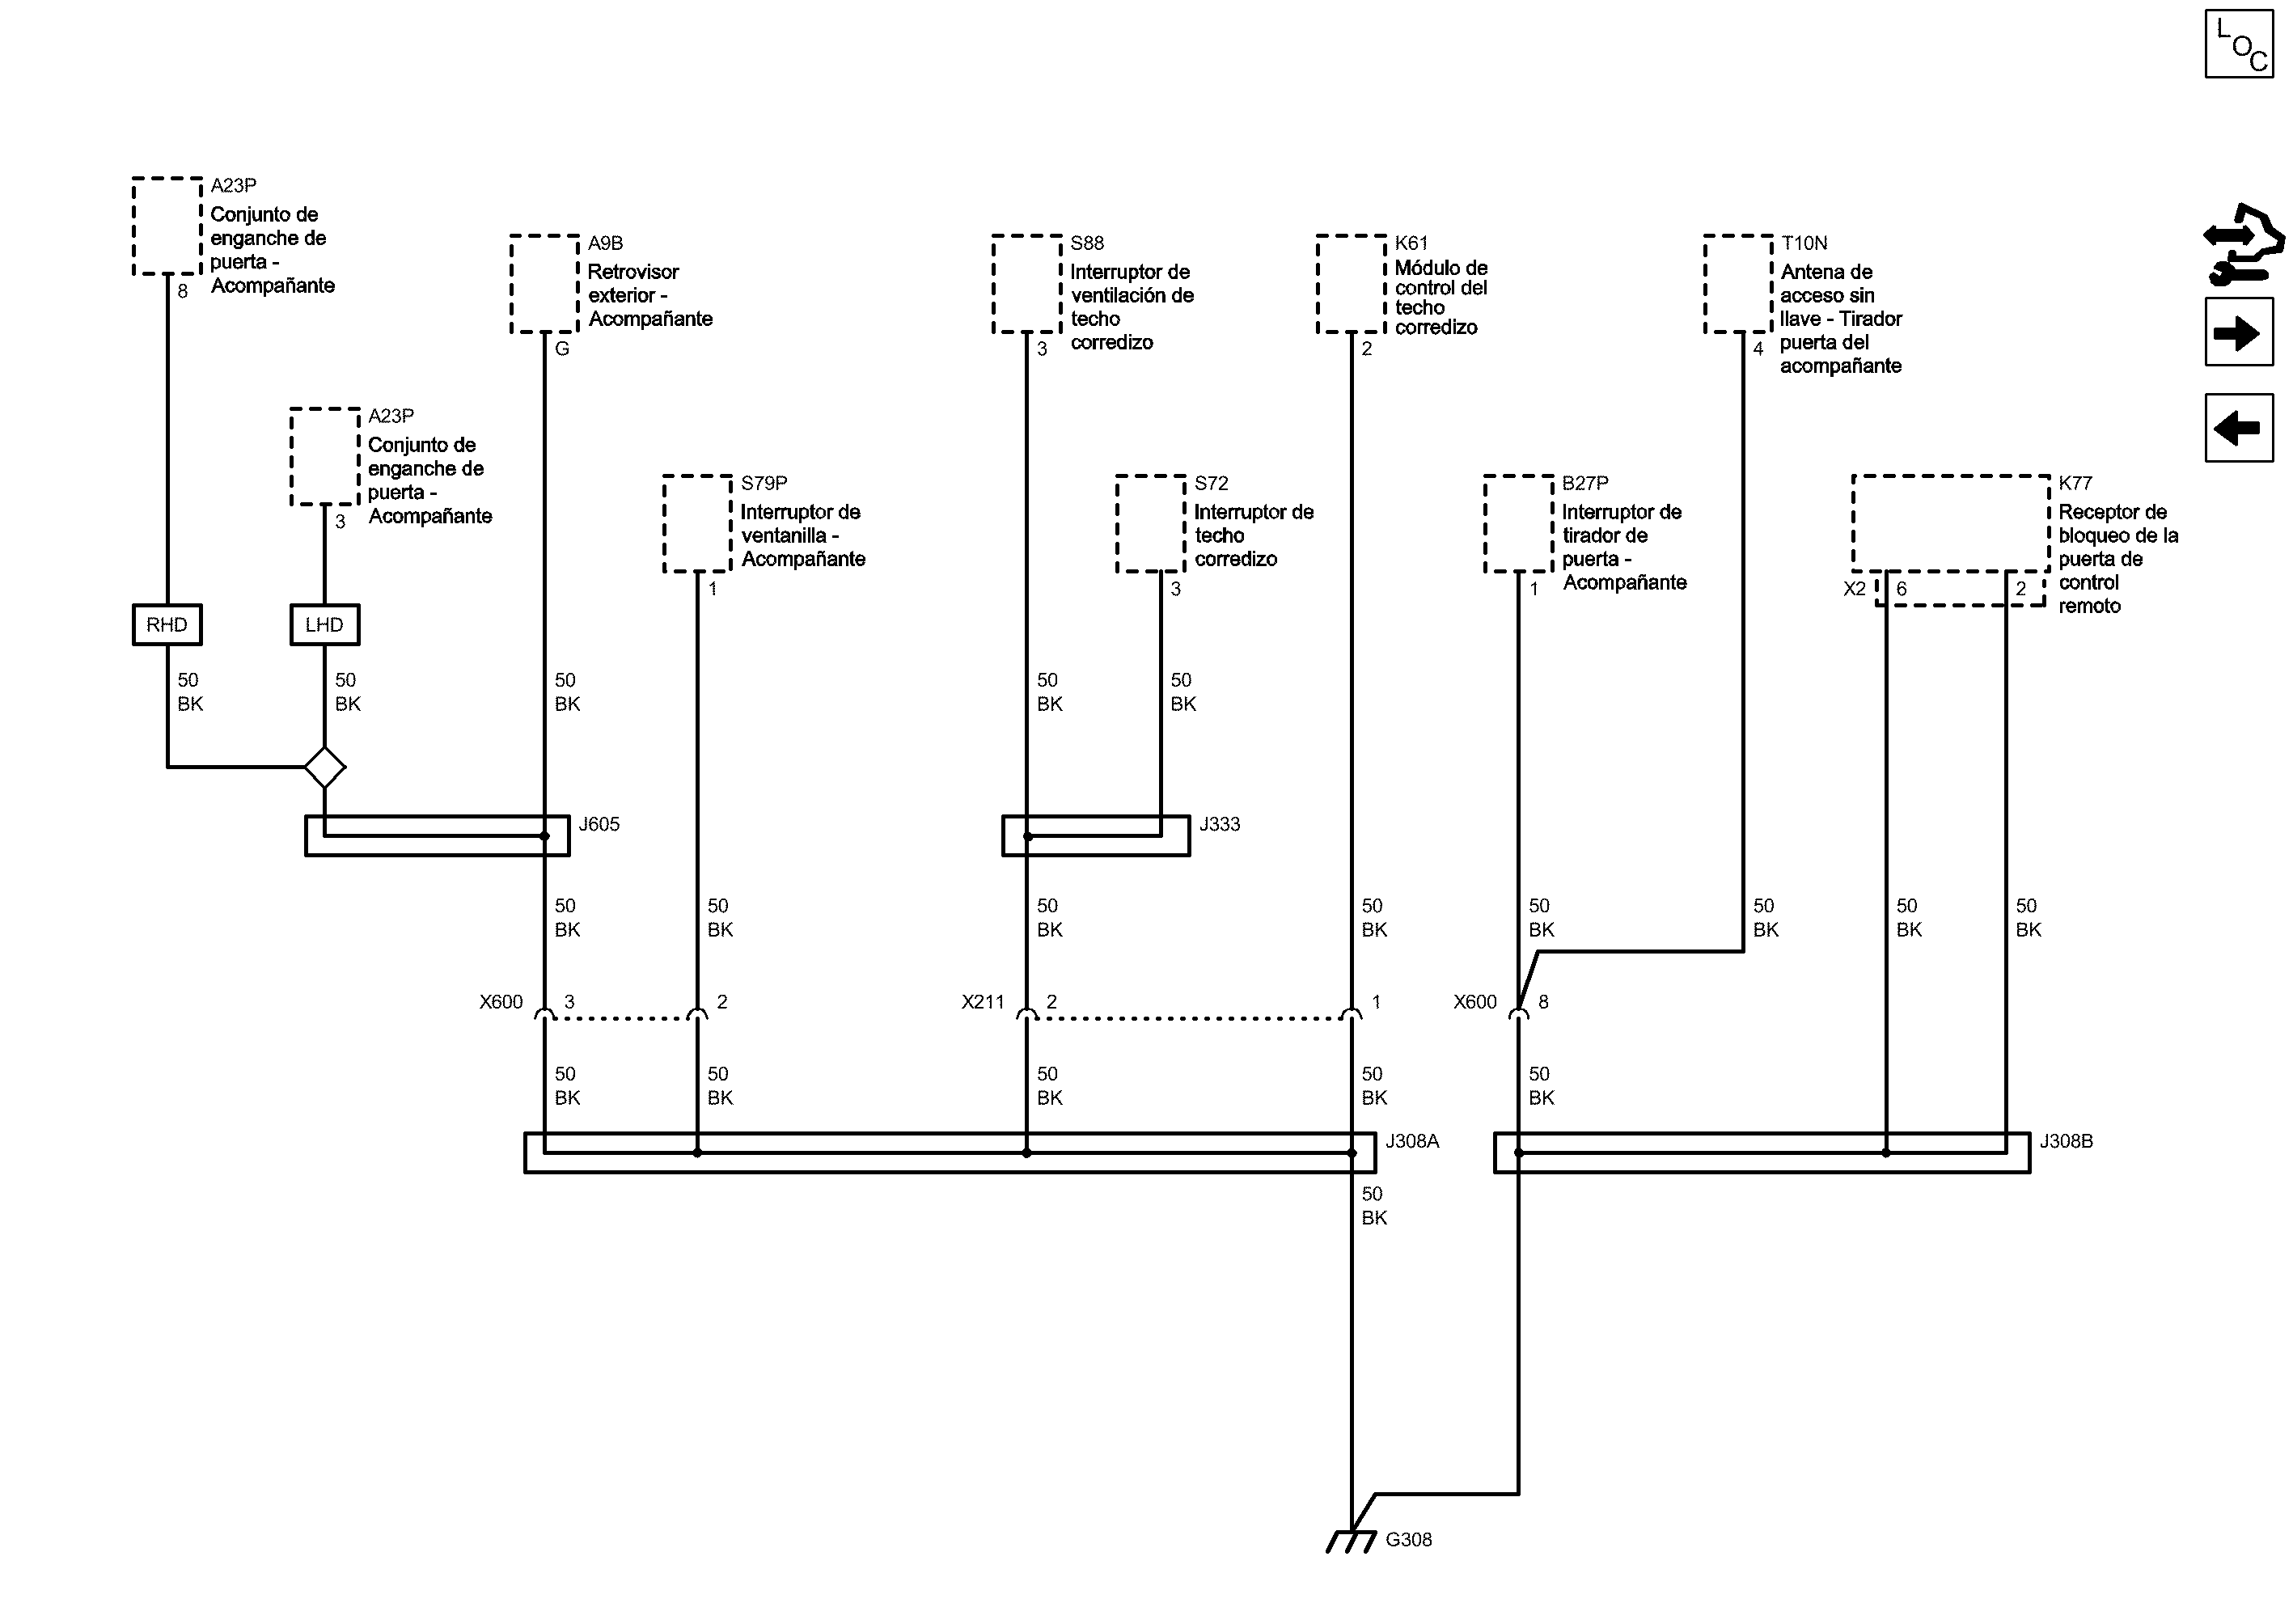 LOC
A23P
Conjunto de
enganche de
puerta -
Acompañante
8
A9B
Retrovisor
exterior -
Acompañante
G
S88
Interruptor de
ventilación de
techo
corredizo
3
K61
Módulo de
control del
techo
corredizo
2
T10N
Antena de
acceso sin
llave - Tirador
puerta del
acompañante
4
A23P
Conjunto de
enganche de
puerta -
Acompañante
3
S79P
Interruptor de
ventanilla -
Acompañante
1
S72
Interruptor de
techo
corredizo
3
B27P
Interruptor de
tirador de
puerta -
Acompañante
1
K77
Receptor de
bloqueo de la
puerta de
control
remoto
X2 6 2
RHD LHD
50 50 50 50 50
BK BK BK BK BK
J605 J333
50 50 50 50 50 50 50 50
BK BK BK BK BK BK BK BK
X600 3 2 X211 2 1 X600 8
50 50 50 50 50
BK BK BK BK BK
J308A J308B
50
BK
G308